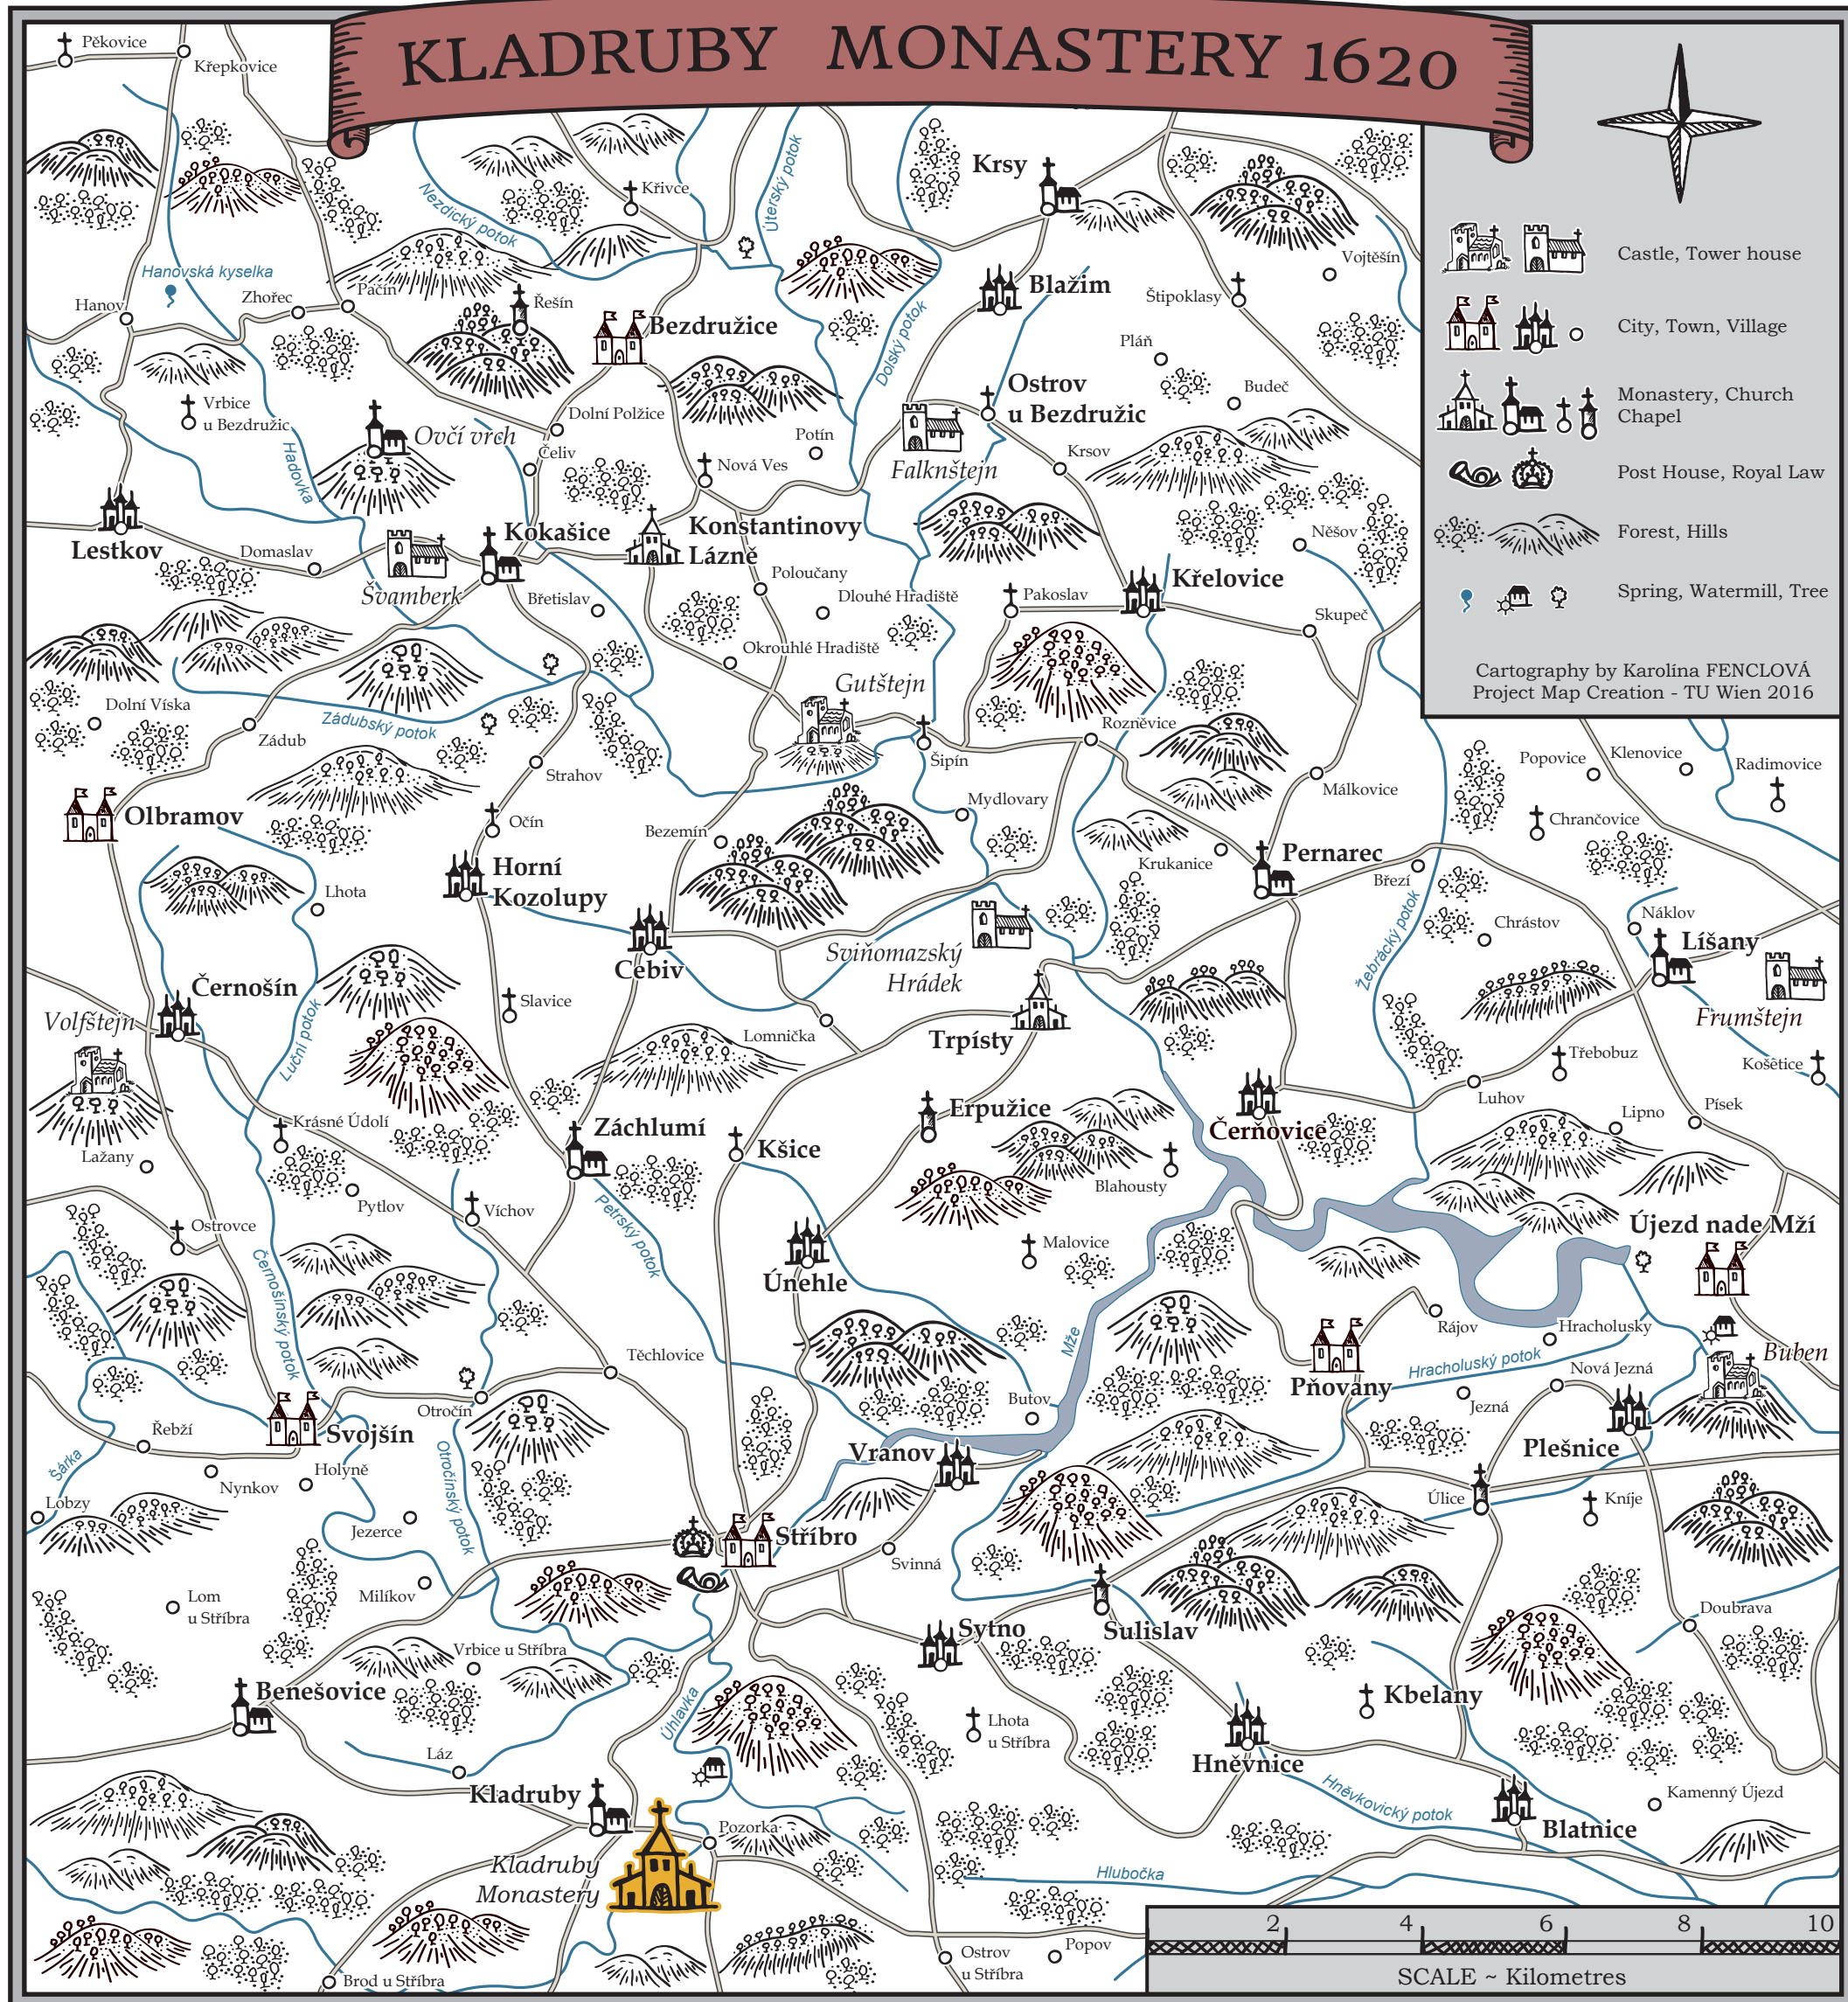 KLADRUBY MONASTERY 1620
Pěkovice
Křepkovice
Křivce
Nezdický potok
Úterský potok
Krsy
Hanovská kyselka
Hanov
Zhořec
Pačín
Řešín
Bezdružice
Blažim
Štipoklasy
Vojtěšín
Dolský potok
Pláň
Budeč
Vrbice
u Bezdružic
Ovčí vrch
Hadovka
Dolní Polžice
Čeliv
Nová Ves
Potín
Falknštejn
Ostrov
u Bezdružic
Krsov
Lestkov
Domaslav
Švamberk
Kokašice
Konstantinovy
Lázně
Břetislav
Poloučany
Dlouhé Hradiště
Okrouhlé Hradiště
Pakoslav
Křelovice
Něšov
Skupeč
Castle, Tower house
City, Town, Village
Monastery, Church
Chapel
Post House, Royal Law
Forest, Hills
Spring, Watermill, Tree
Cartography by Karolína FENCLOVÁ
Project Map Creation - TU Wien 2016
Dolní Víska
Zádub
Zádubský potok
Gutštejn
Šipín
Rozněvice
Strahov
Málkovice
Popovice
Klenovice
Radimovice
Olbramov
Očín
Bezemín
Mydlovary
Krukanice
Pernarec
Březí
Chrančovice
Horní
Kozolupy
Lhota
Cebiv
Sviňomazský
Hrádek
Žebrácký potok
Chrástov
Náklov
Líšany
Frumštejn
Černošín
Volfštejn
Luční potok
Slavice
Lomnička
Trpísty
Třebobuz
Košětice
Luhov
Lipno
Písek
Krásné Údolí
Lažany
Pytlov
Záchlumí
Kšice
Erpužice
Blahousty
Čerňovice
Víchov
Ostrovce
Petrský potok
Únehle
Malovice
Újezd nade Mží
Černošínský potok
Těchlovice
Mže
Rájov
Hracholusky
Hracholuský potok
Pňovany
Nová Jezná
Jezná
Buben
Plešnice
Otročín
Butov
Řebží
Svojšín
Šárka
Nynkov
Holyně
Otročínský potok
Vranov
Lobzy
Jezerce
Stříbro
Svinná
Úlice
Kníje
Lom
u Stříbra
Milíkov
Vrbice u Stříbra
Sytno
Sulislav
Doubrava
Benešovice
Úhlavka
Lhota
u Stříbra
Kbelany
Láz
Hněvnice
Kladruby
Pozorka
Hněvkovický potok
Kamenný Újezd
Blatnice
Kladruby
Monastery
Hlubočka
Brod u Stříbra
Ostrov
u Stříbra
Popov
2 4 6 8 10
SCALE ~ Kilometres